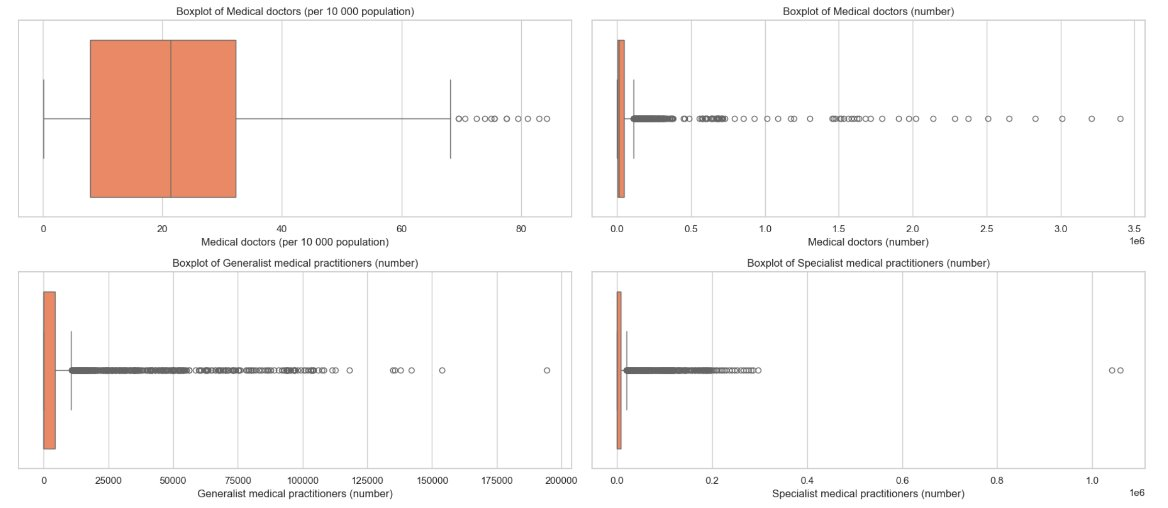 Boxplot of Medical doctors (per 10 000 population)
0 20 40 60 80
Medical doctors (per 10 000 population)
Boxplot of Medical doctors (number)
0.0 0.5 1.0 1.5 2.0 2.5 3.0 3.5
1e6
Medical doctors (number)
Boxplot of Generalist medical practitioners (number)
0 25000 50000 75000 100000 125000 150000 175000 200000
Generalist medical practitioners (number)
Boxplot of Specialist medical practitioners (number)
0.0 0.2 0.4 0.6 0.8 1.0
1e6
Specialist medical practitioners (number)